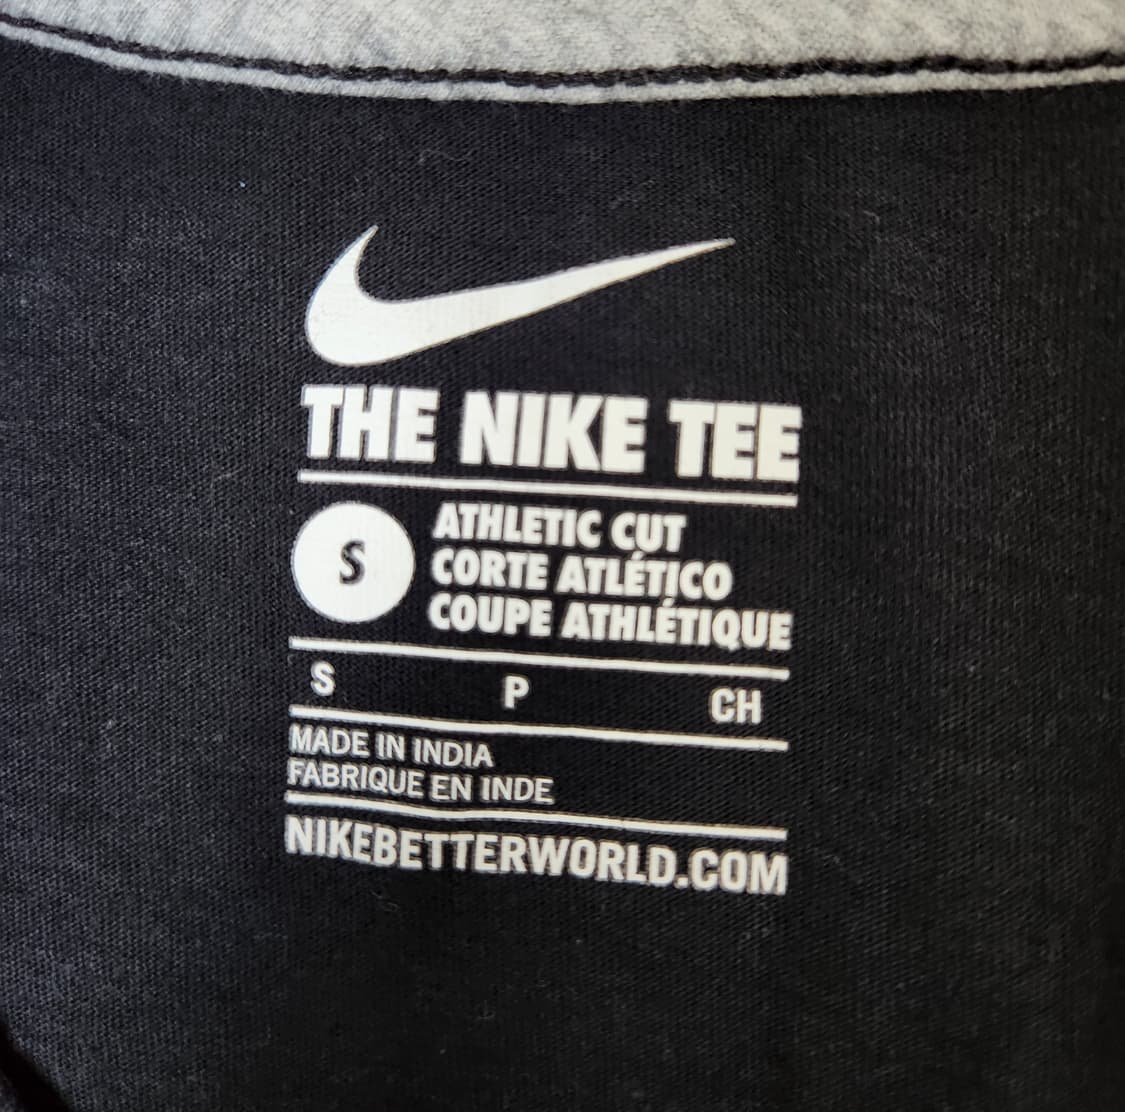 THE NIKE TEE
S
ATHLETIC CUT
CORTE ATLÉTICO
COUPE ATHLÉTIQUE
S P CH
MADE IN INDIA
FABRIQUE EN INDE
NIKEBETTERWORLD.COM